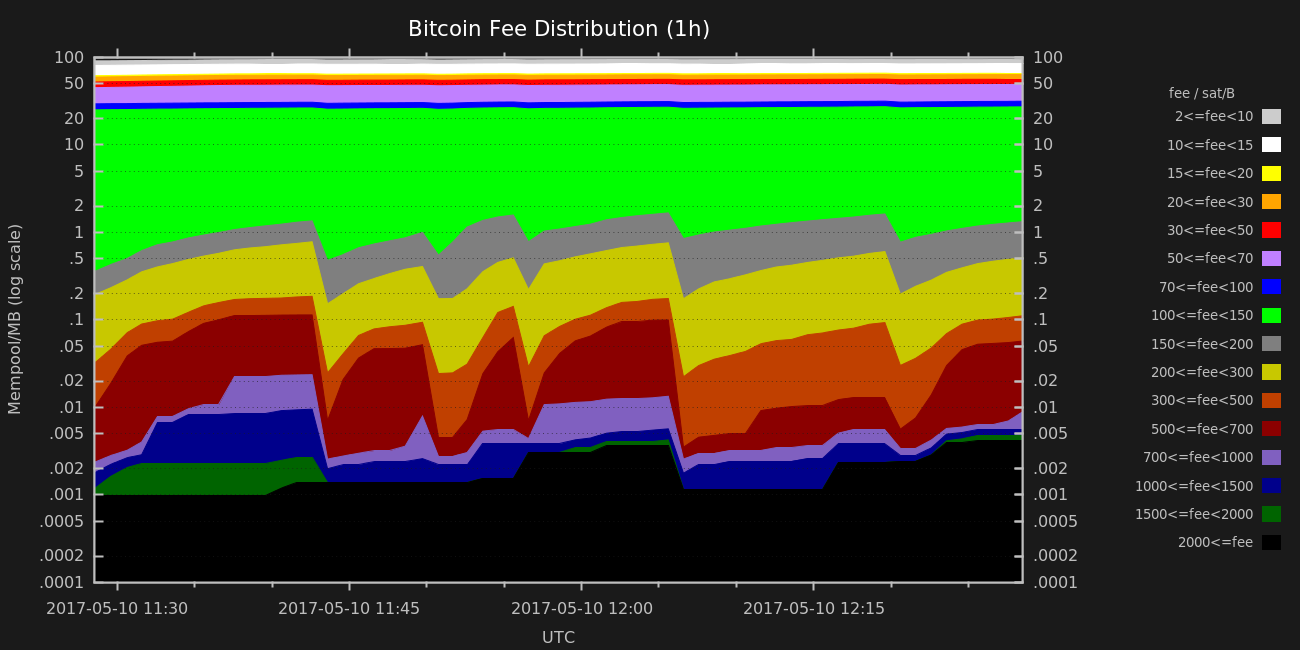 Bitcoin Fee Distribution (1h)
Mempool/MB (log scale)
100
50
20
10
5
2
1
.5
.2
.1
.05
.02
.01
.005
.002
.001
.0005
.0002
.0001
100
50
20
10
5
2
1
.5
.2
.1
.05
.02
.01
.005
.002
.001
.0005
.0002
.0001
2017-05-10 11:30 2017-05-10 11:45 2017-05-10 12:00 2017-05-10 12:15
UTC
fee / sat/B
2<=fee<10
10<=fee<15
15<=fee<20
20<=fee<30
30<=fee<50
50<=fee<70
70<=fee<100
100<=fee<150
150<=fee<200
200<=fee<300
300<=fee<500
500<=fee<700
700<=fee<1000
1000<=fee<1500
1500<=fee<2000
2000<=fee